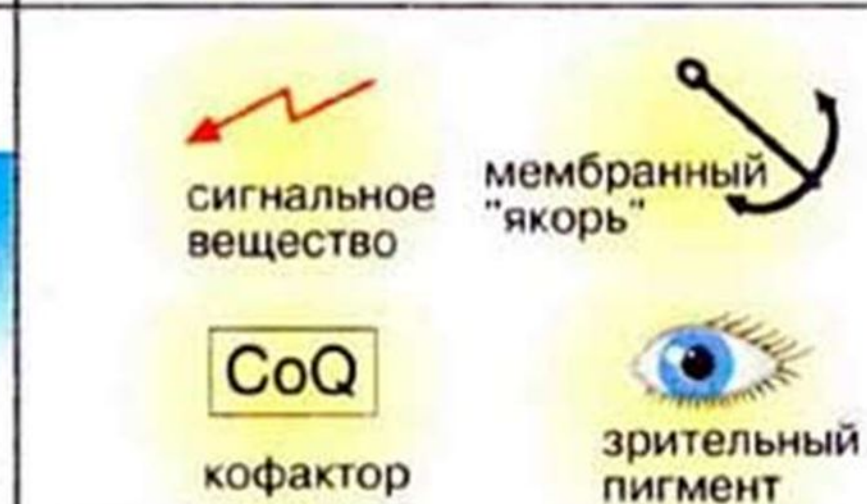 сигнальное
вещество
мембранный
"якорь"
CoQ
кофактор
зрительный
пигмент